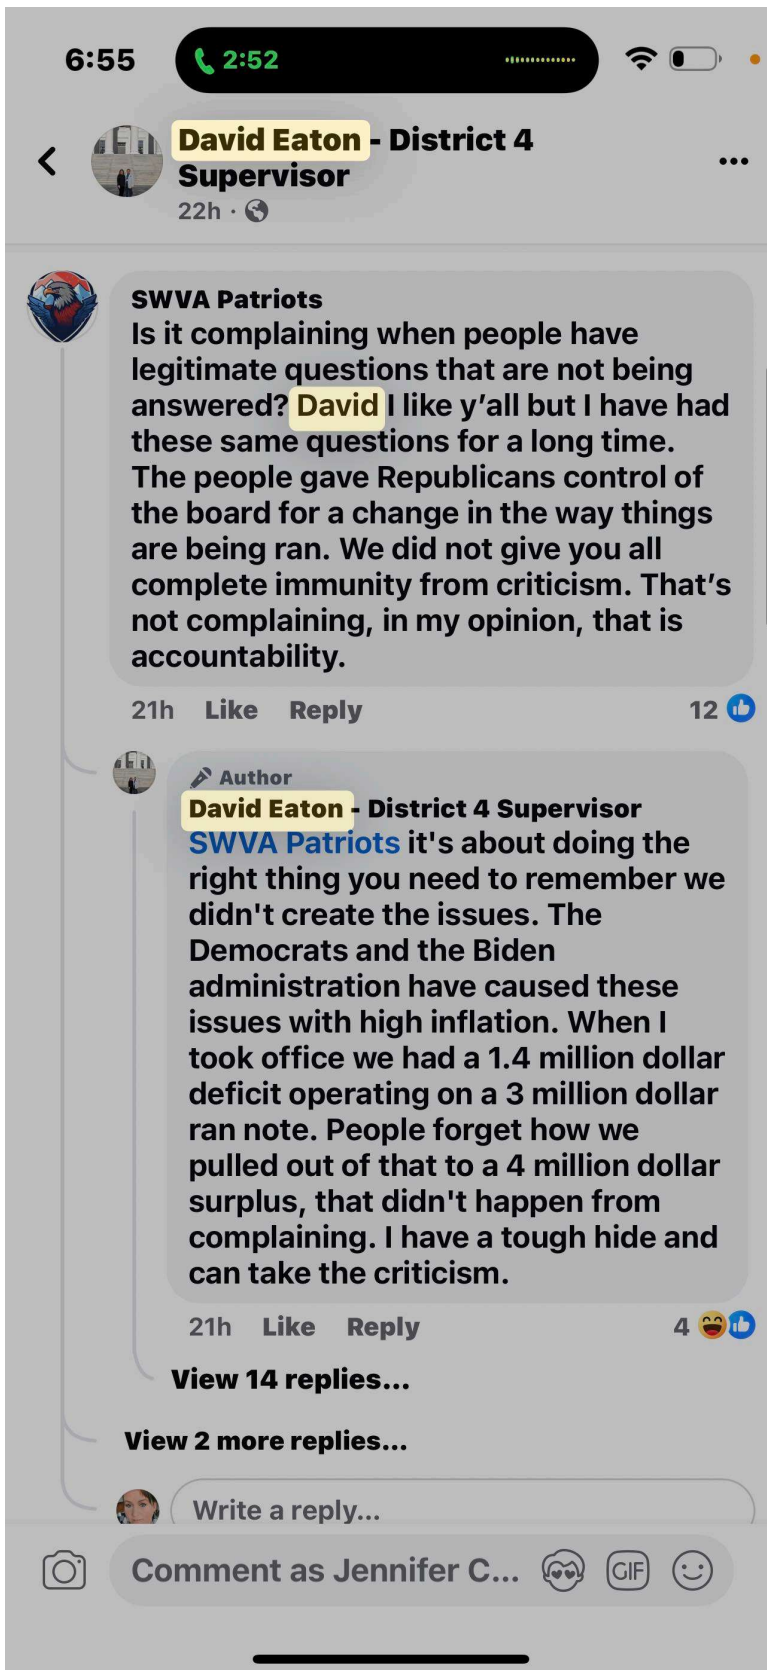 6:55
2:52
David Eaton - District 4
Supervisor
22h ·
SWVA Patriots
Is it complaining when people have
legitimate questions that are not being
answered? David I like y’all but I have had
these same questions for a long time.
The people gave Republicans control of
the board for a change in the way things
are being ran. We did not give you all
complete immunity from criticism. That’s
not complaining, in my opinion, that is
accountability.
21h Like Reply 12
Author
David Eaton - District 4 Supervisor
SWVA Patriots it's about doing the
right thing you need to remember we
didn't create the issues. The
Democrats and the Biden
administration have caused these
issues with high inflation. When I
took office we had a 1.4 million dollar
deficit operating on a 3 million dollar
ran note. People forget how we
pulled out of that to a 4 million dollar
surplus, that didn't happen from
complaining. I have a tough hide and
can take the criticism.
21h Like Reply 4
View 14 replies...
View 2 more replies...
Write a reply...
Comment as Jennifer C... GIF